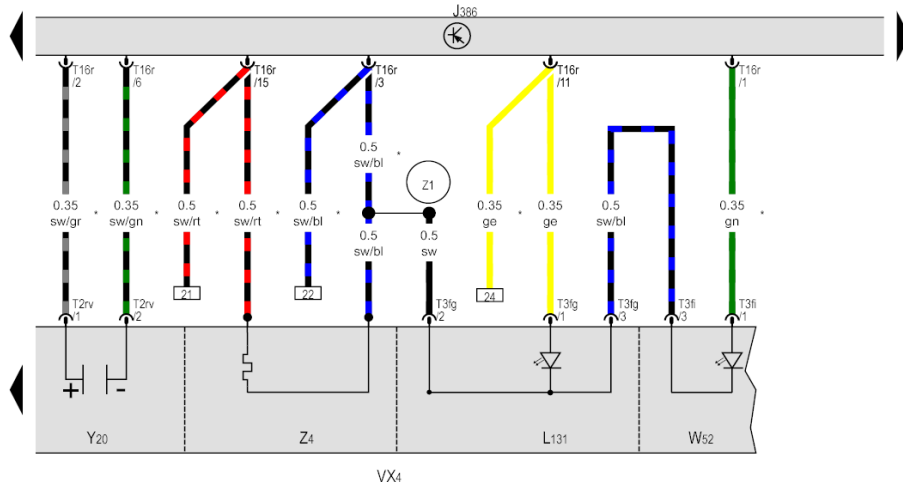 J386
T16r T16r T16r T16r T16r T16r
/2 /6 /15 /3 /11 /1
0.5
sw/bl *
Z1
0.35 * 0.35 * 0.5 * 0.5 * 0.5 * 0.35 * 0.35 * 0.5 0.35 *
sw/gr sw/gn sw/rt sw/rt sw/bl ge ge sw/bl gn
0.5 0.5
sw/bl sw
21 22 24
T2rv T2rv T3fg T3fg T3fg T3fi T3fi
/1 /2 /2 /1 /3 /3 /1
+ -
Y20 Z4 L131 W52
VX4